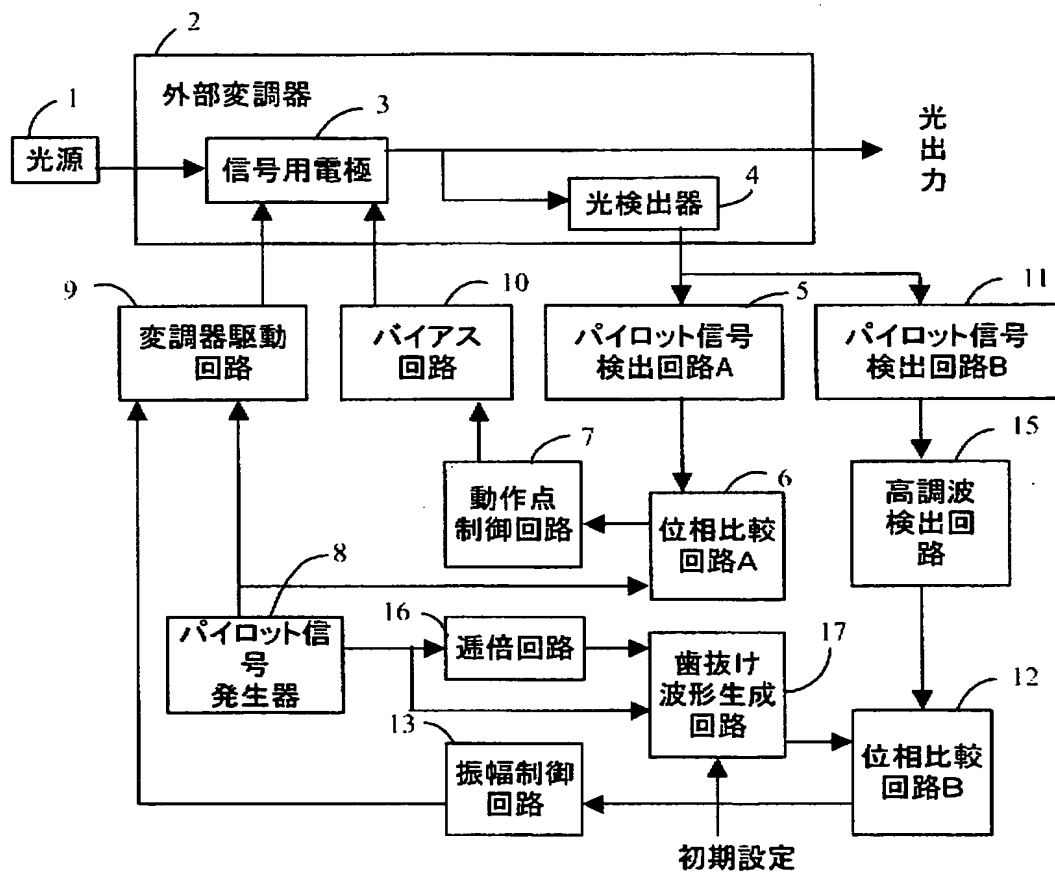 2
外部変調器
1
光源
3
信号用電極
光
出
力
4
光検出器
9
変調器駆動
回路
10
バイアス
回路
5
パイロット信号
検出回路A
11
パイロット信号
検出回路B
7
動作点
制御回路
6
位相比較
回路A
15
高調波
検出回
路
8
パイロット信
号
発生器
16
逓倍回路
歯抜け
波形生成
回路
17
12
位相比較
回路B
13
振幅制御
回路
初期設定